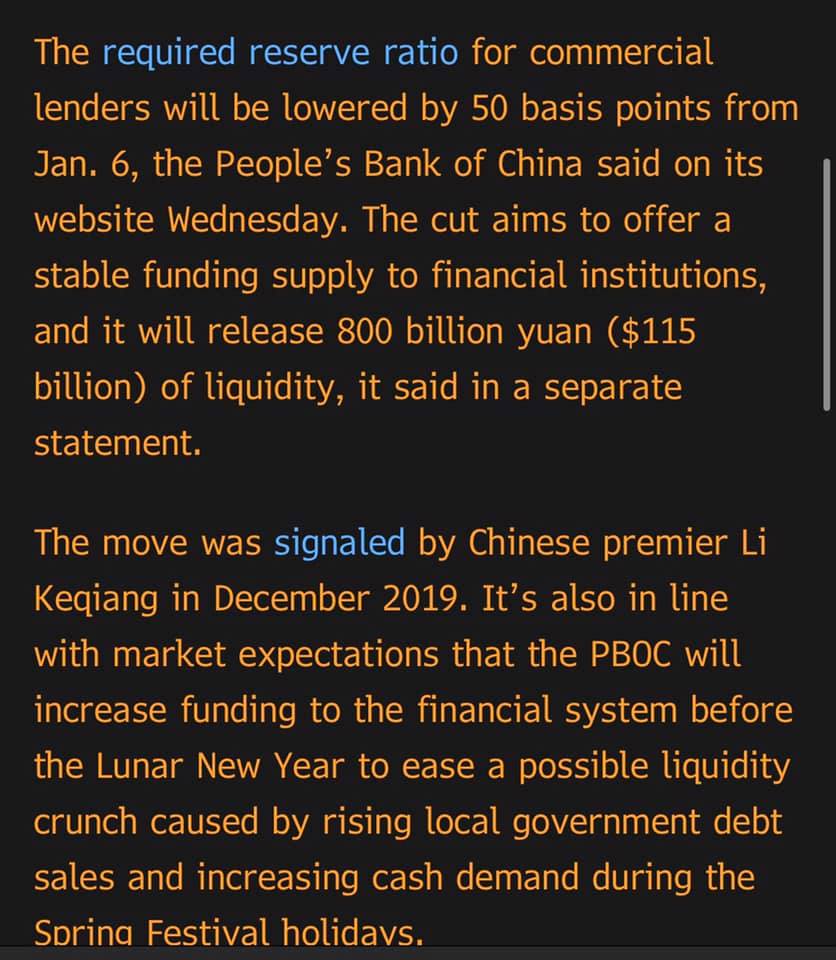 The required reserve ratio for commercial
lenders will be lowered by 50 basis points from
Jan. 6, the People’s Bank of China said on its
website Wednesday. The cut aims to offer a
stable funding supply to financial institutions,
and it will release 800 billion yuan ($115
billion) of liquidity, it said in a separate
statement.
The move was signaled by Chinese premier Li
Keqiang in December 2019. It’s also in line
with market expectations that the PBOC will
increase funding to the financial system before
the Lunar New Year to ease a possible liquidity
crunch caused by rising local government debt
sales and increasing cash demand during the
Spring Festival holidays.